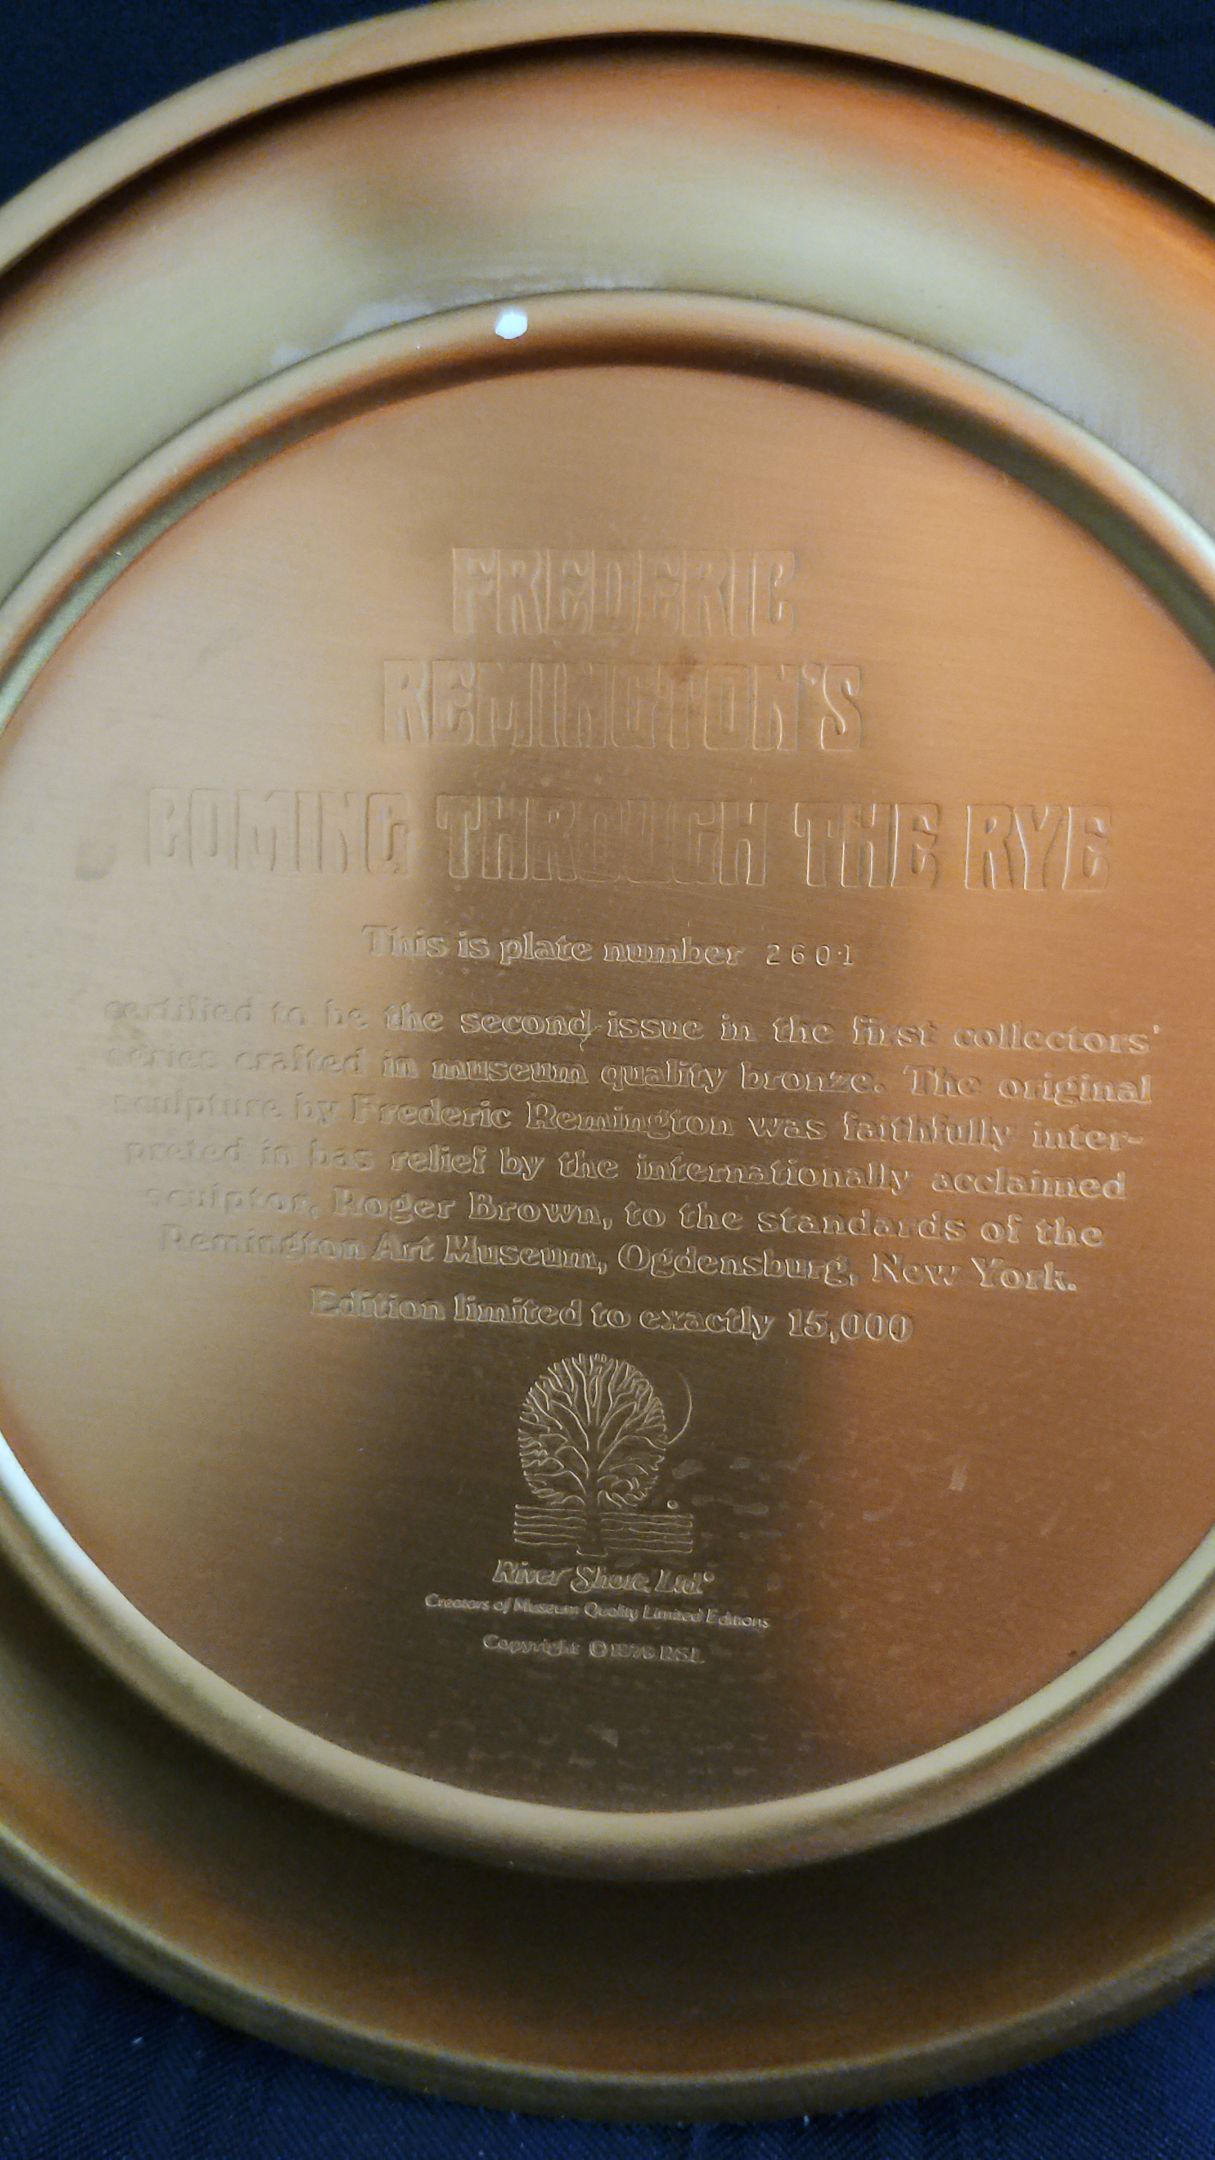 FREDERIC
REMINGTON'S
COMING THROUGH THE RYE
This is plate number 2601
certified to be the second issue in the first collectors'
series crafted in museum quality bronze. The original
sculpture by Frederic Remington was faithfully inter-
preted in bas relief by the internationally acclaimed
sculptor, Roger Brown, to the standards of the
Remington Art Museum, Ogdensburg, New York.
Edition limited to exactly 15,000
River Shore, Ltd.
Creators of Museum Quality Limited Editions
Copyright © RSL